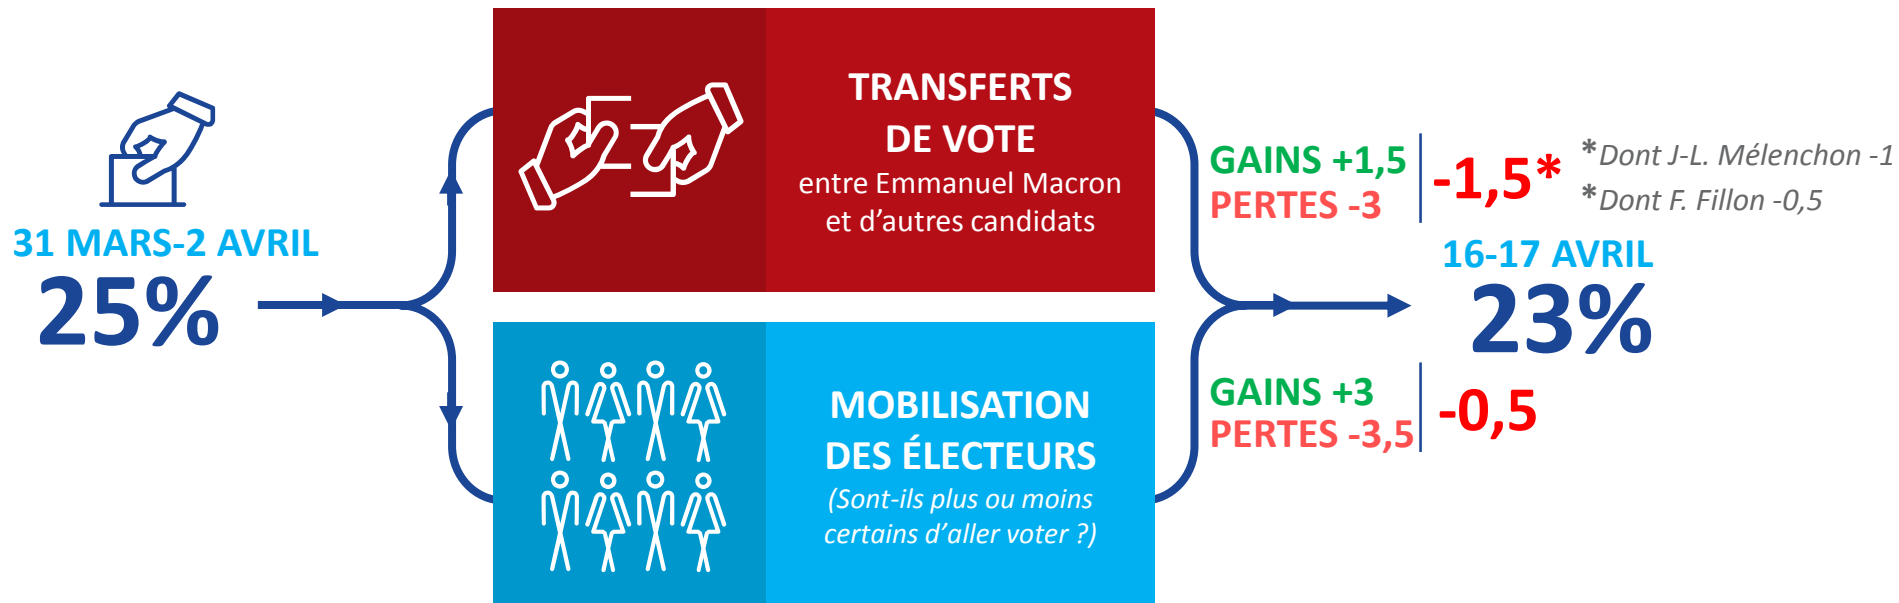 31 MARS-2 AVRIL
25%
TRANSFERTS
DE VOTE
entre Emmanuel Macron
et d’autres candidats
GAINS +1,5
PERTES -3
-1,5*
*Dont J-L. Mélenchon -1
*Dont F. Fillon -0,5
16-17 AVRIL
23%
MOBILISATION
DES ÉLECTEURS
(Sont-ils plus ou moins
certains d’aller voter ?)
GAINS +3
PERTES -3,5
-0,5